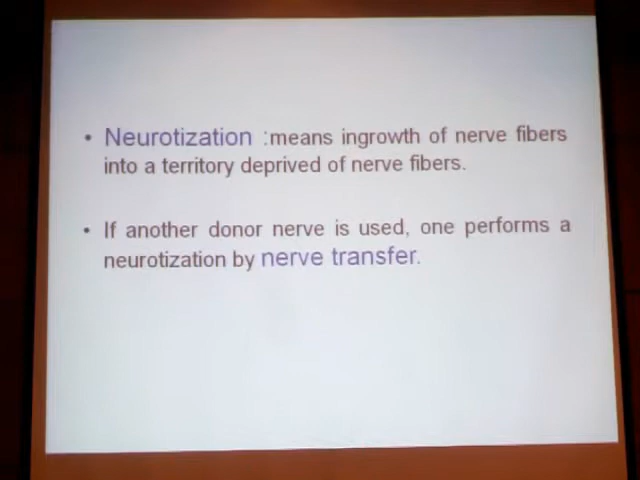 • Neurotization :means ingrowth of nerve fibers
into a territory deprived of nerve fibers.
• If another donor nerve is used, one performs a
neurotization by nerve transfer.